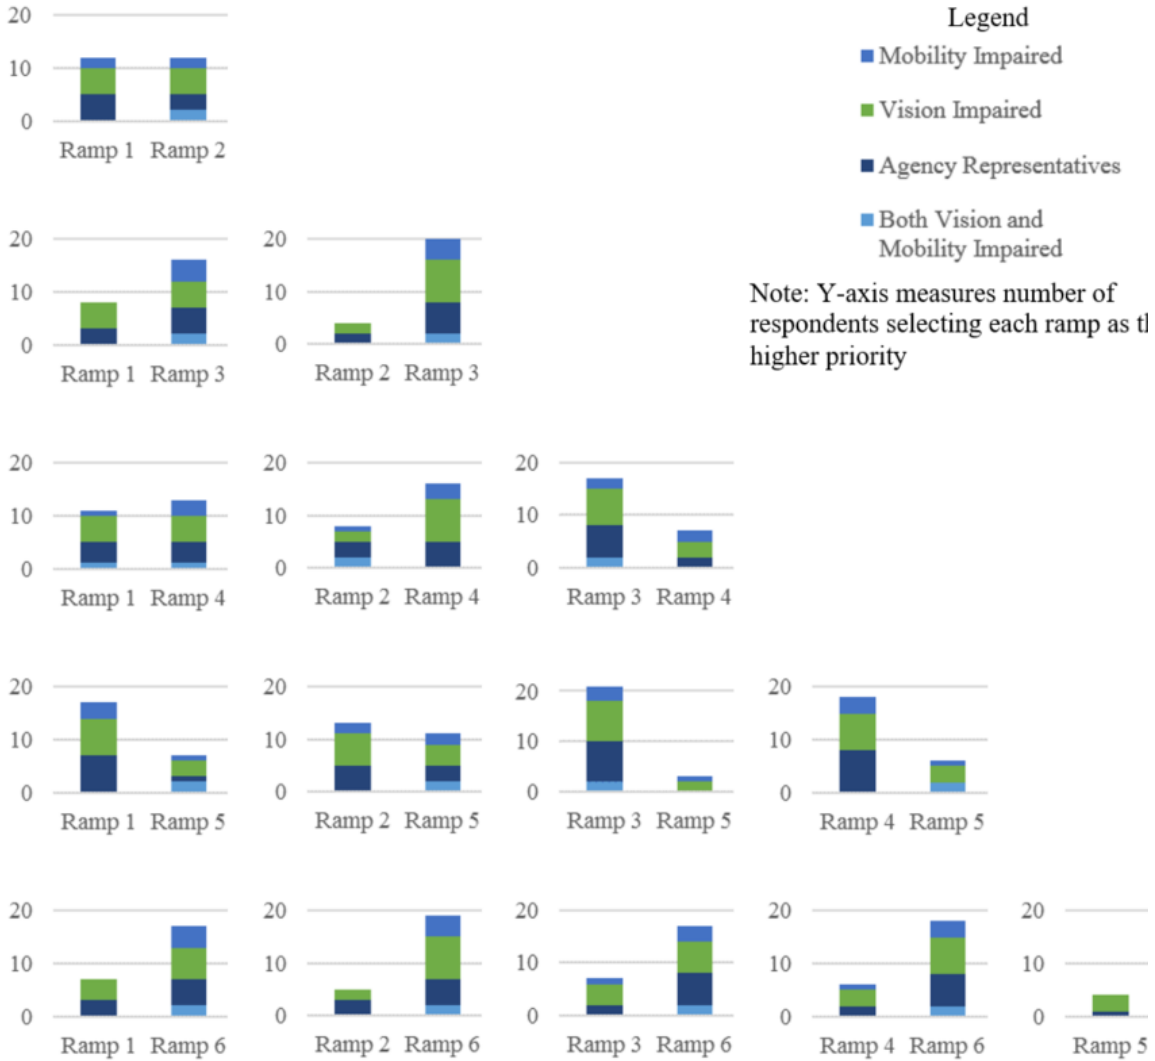 20
10
0
Ramp 1 Ramp 2
Legend
Mobility Impaired
Vision Impaired
Agency Representatives
Both Vision and
Mobility Impaired
Note: Y-axis measures number of
respondents selecting each ramp as
higher priority
20
10
0
Ramp 1 Ramp 3
20
10
0
Ramp 2 Ramp 3
20
10
0
Ramp 1 Ramp 4
20
10
0
Ramp 2 Ramp 4
20
10
0
Ramp 3 Ramp 4
20
10
0
Ramp 1 Ramp 5
20
10
0
Ramp 2 Ramp 5
20
10
0
Ramp 3 Ramp 5
20
10
0
Ramp 4 Ramp 5
20
10
0
Ramp 1 Ramp 6
20
10
0
Ramp 2 Ramp 6
20
10
0
Ramp 3 Ramp 6
20
10
0
Ramp 4 Ramp 6
20
10
0
Ramp 5